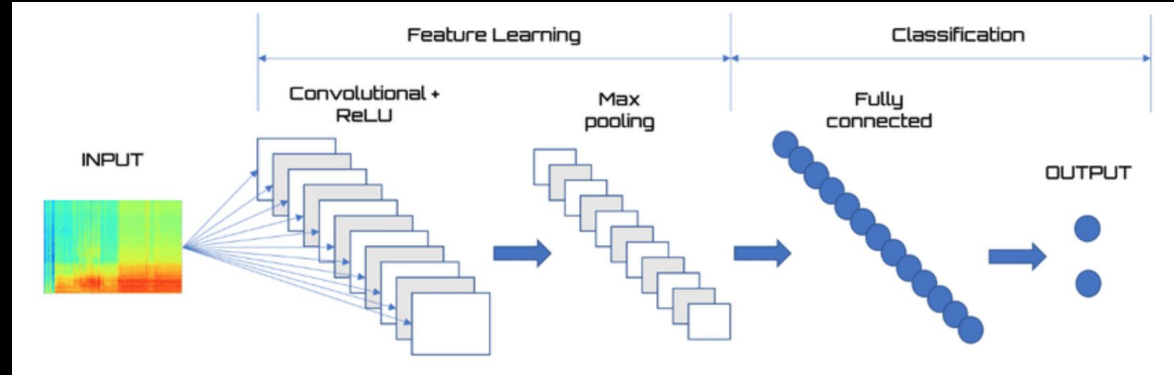 Feature Learning
Classification
Convolutional +
ReLU
Max
pooling
Fully
connected
INPUT
OUTPUT